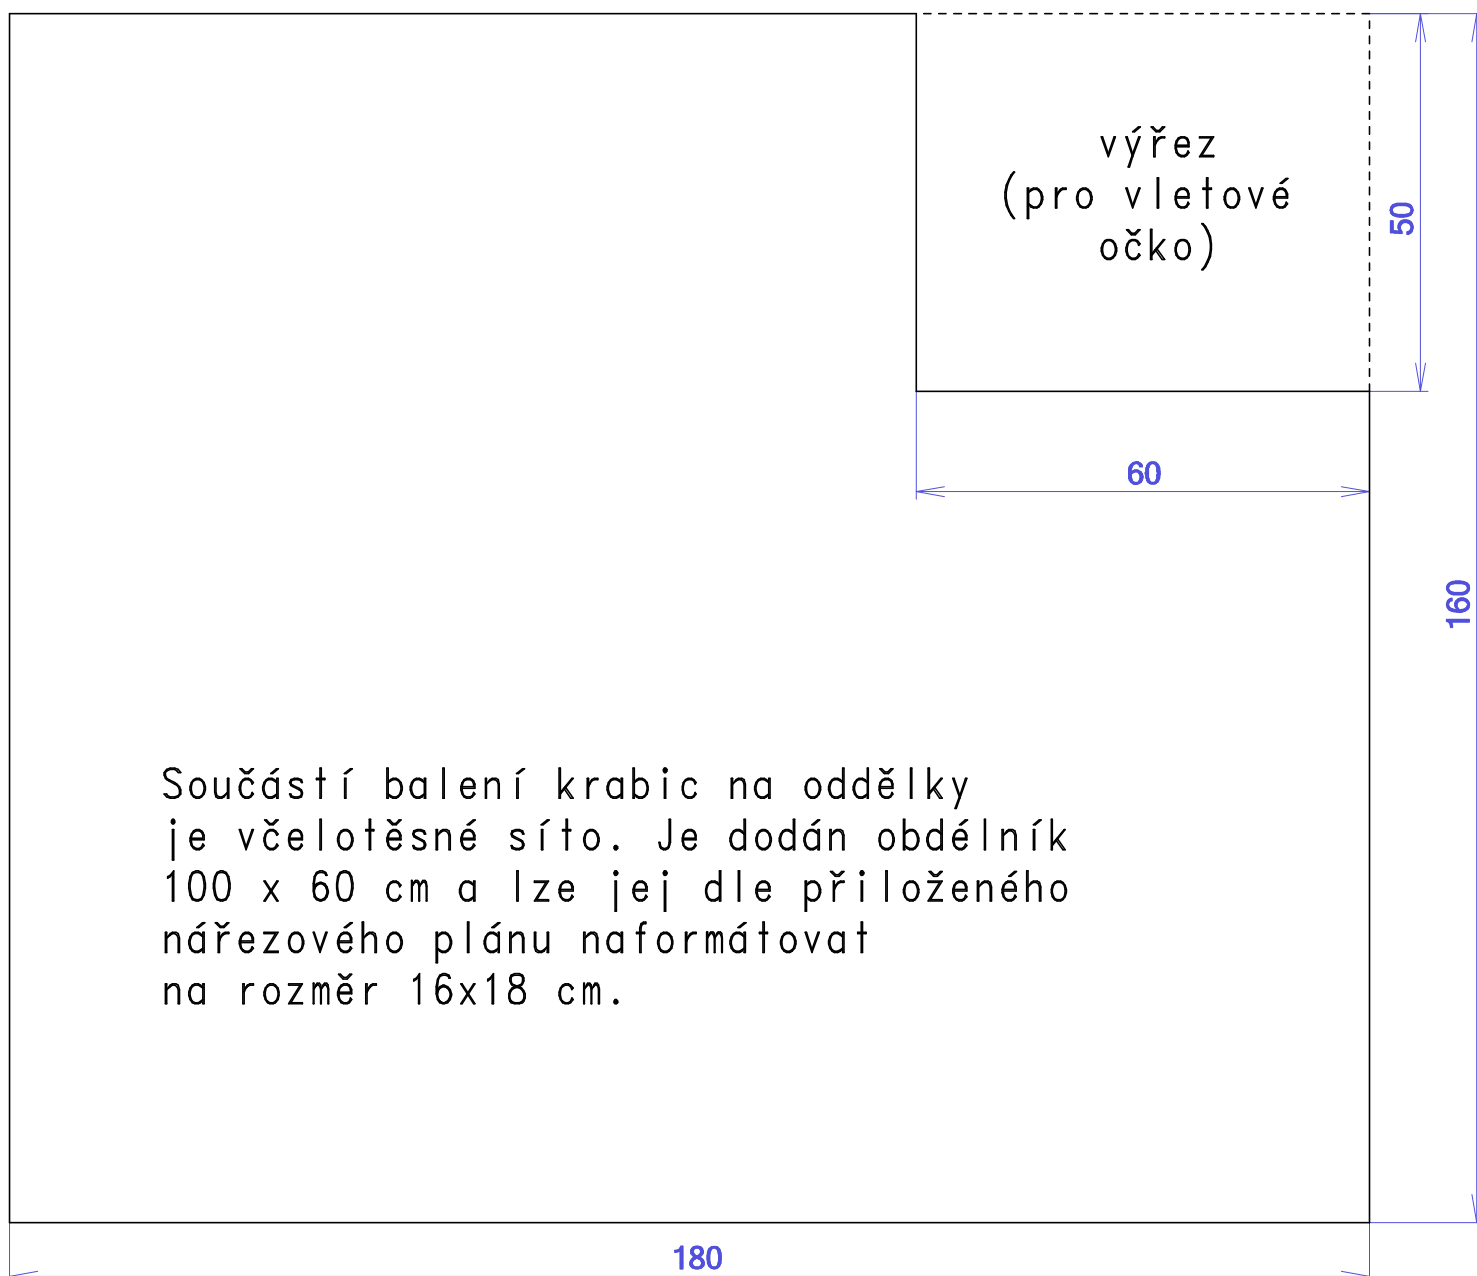 výřez
(pro vletové
očko)
50
60
160
Součástí balení krabic na oddělky
je včelotěsné síto. Je dodán obdélník
100 x 60 cm a lze jej dle přiloženého
nářezového plánu naformátovat
na rozměr 16x18 cm.
180